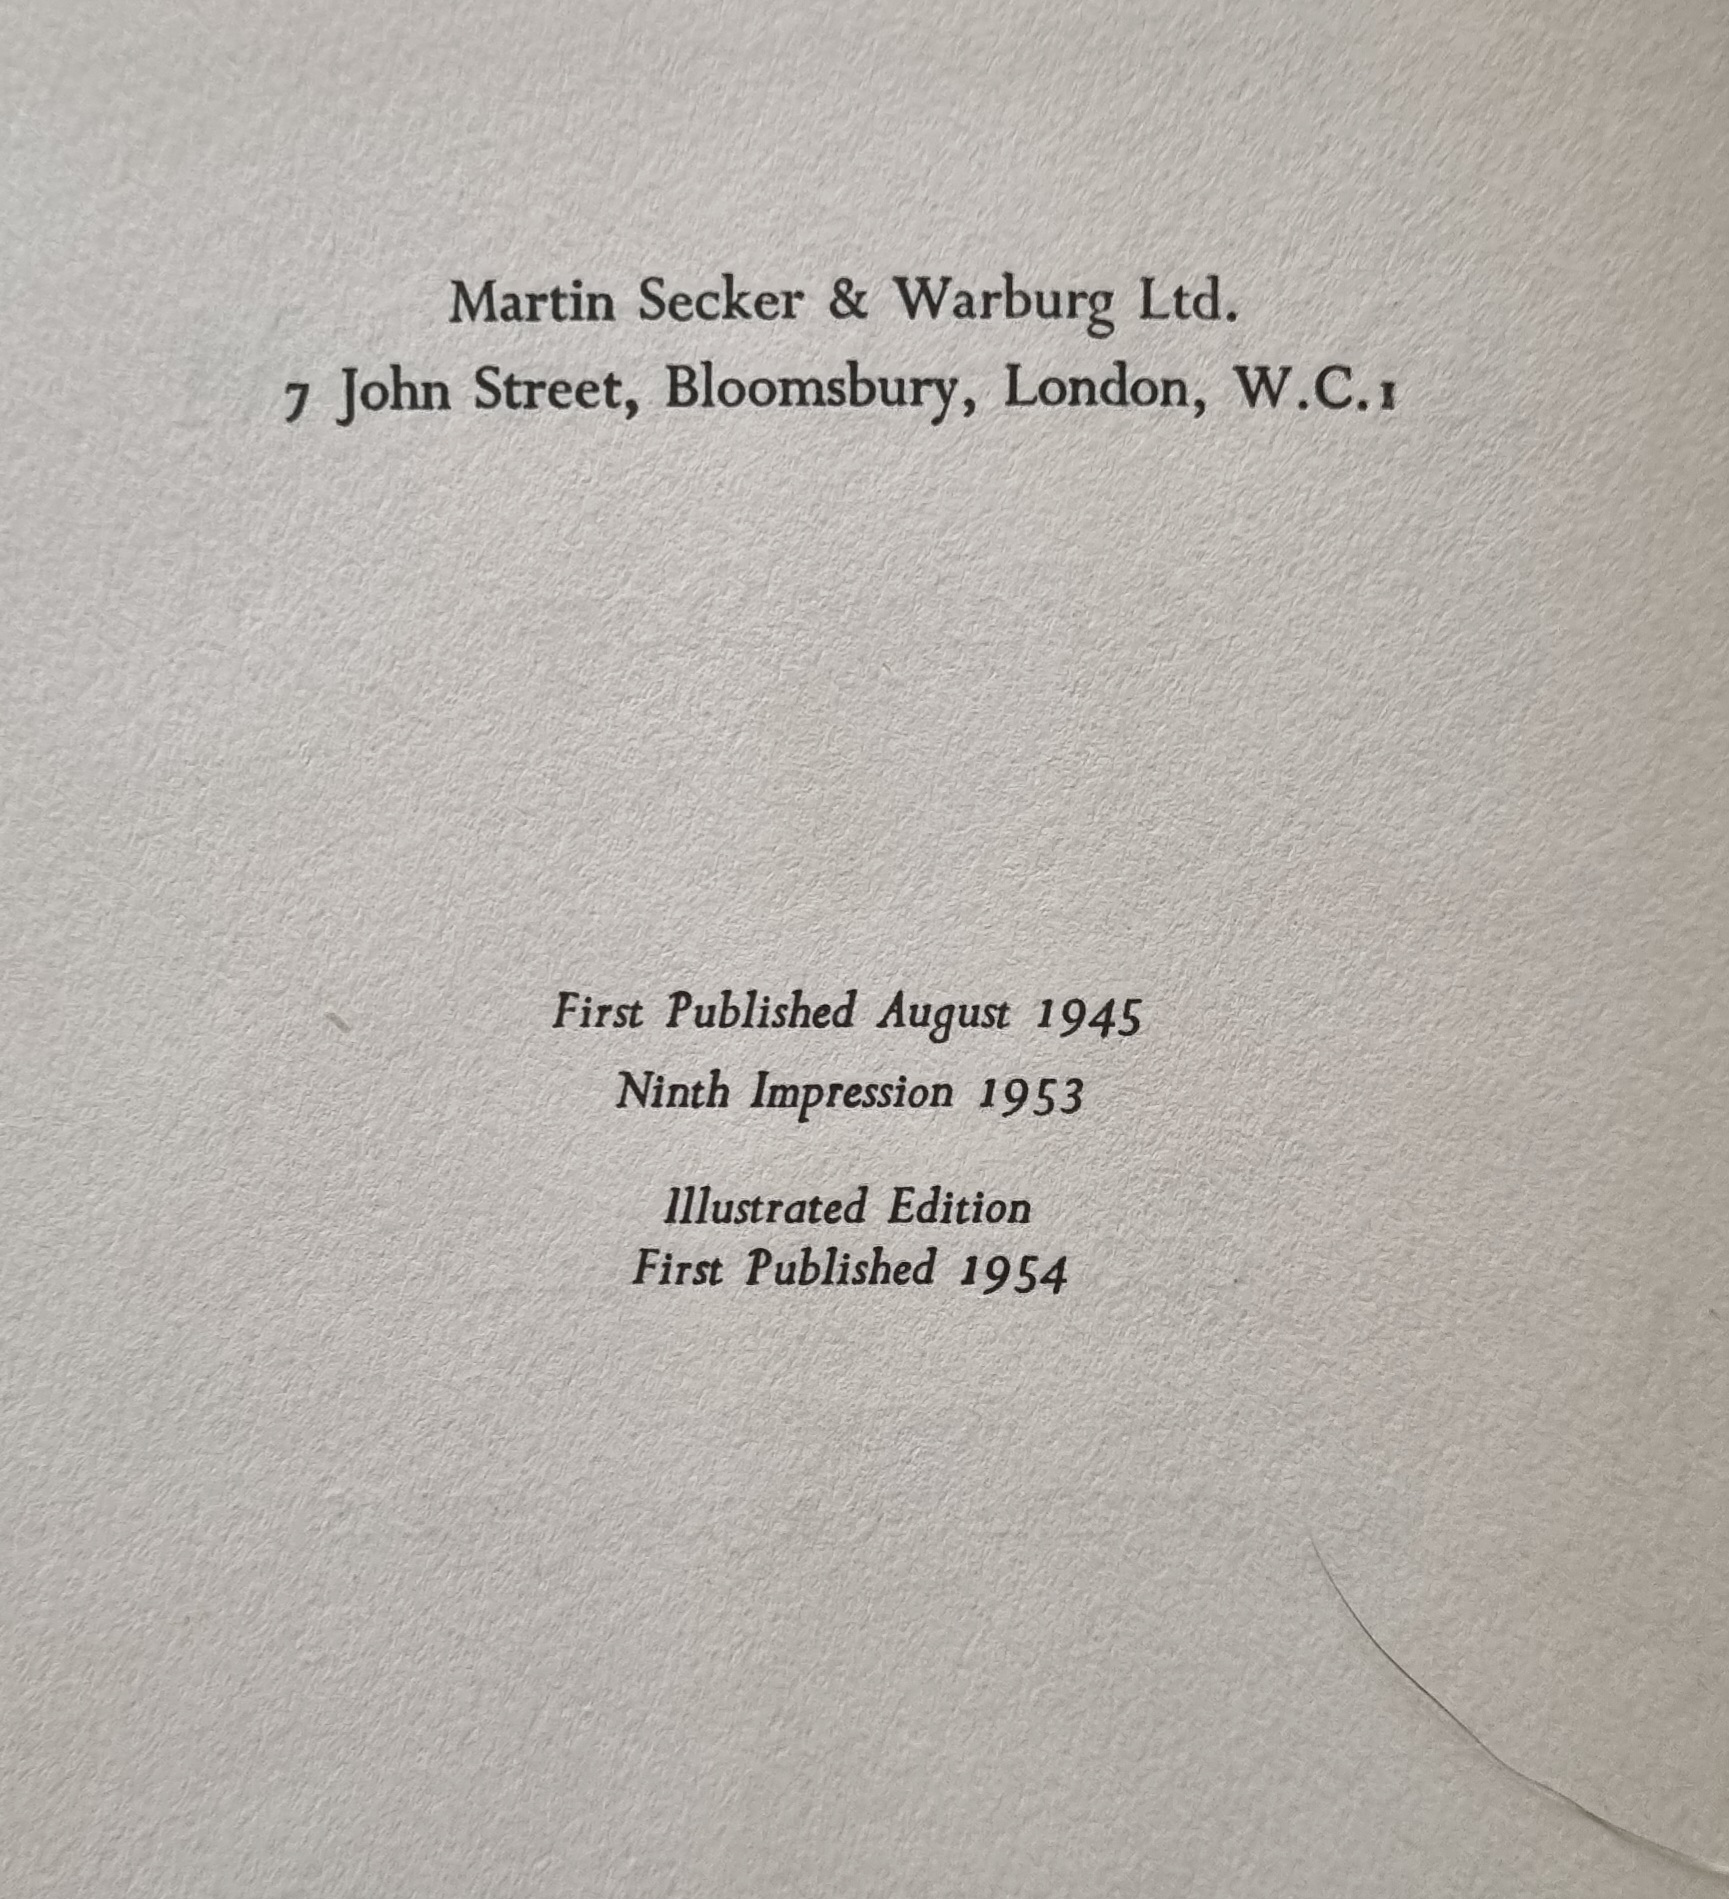 Martin Secker & Warburg Ltd.
7 John Street, Bloomsbury, London, W.C.1
First Published August 1945
Ninth Impression 1953
Illustrated Edition
First Published 1954